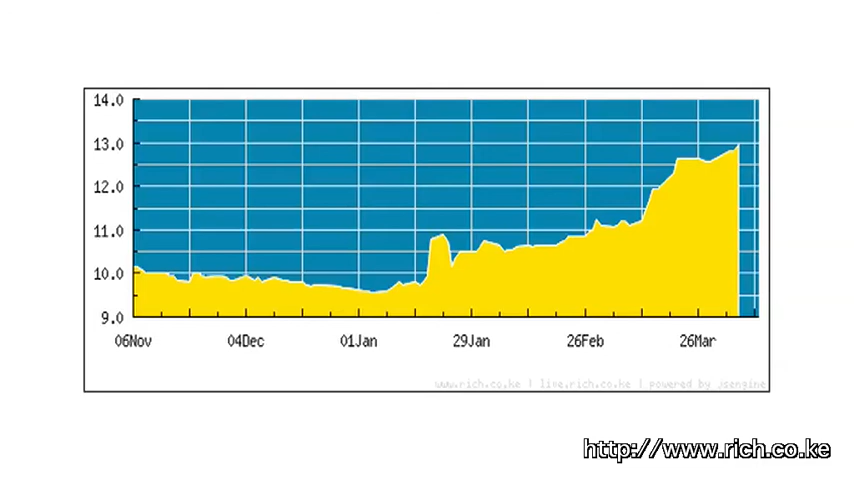 14.0
13.0
12.0
11.0
10.0
9.0
06Nov 04Dec 01Jan 29Jan 26Feb 26Mar
www.rich.co.ke | live.rich.co.ke | powered by jsengine
http://www.rich.co.ke